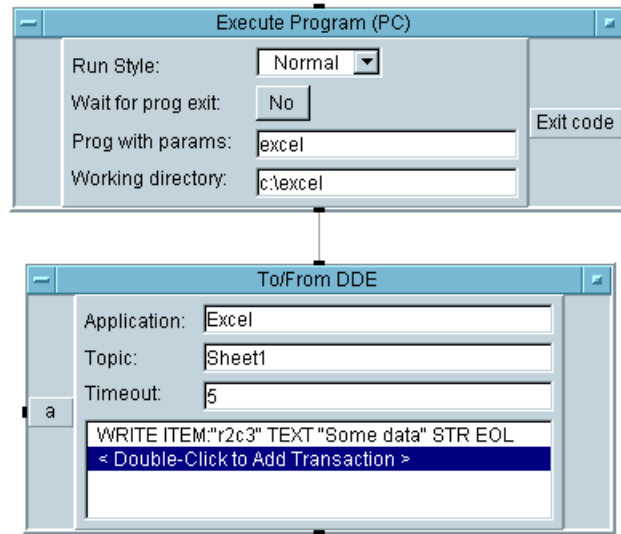 Execute Program (PC)
Run Style: Normal
Wait for prog exit: No
Exit code
Prog with params: excel
Working directory: c:\excel
To/From DDE
Application: Excel
Topic: Sheet1
Timeout: 5
a
WRITE ITEM:"r2c3" TEXT "Some data" STR EOL
< Double-Click to Add Transaction >